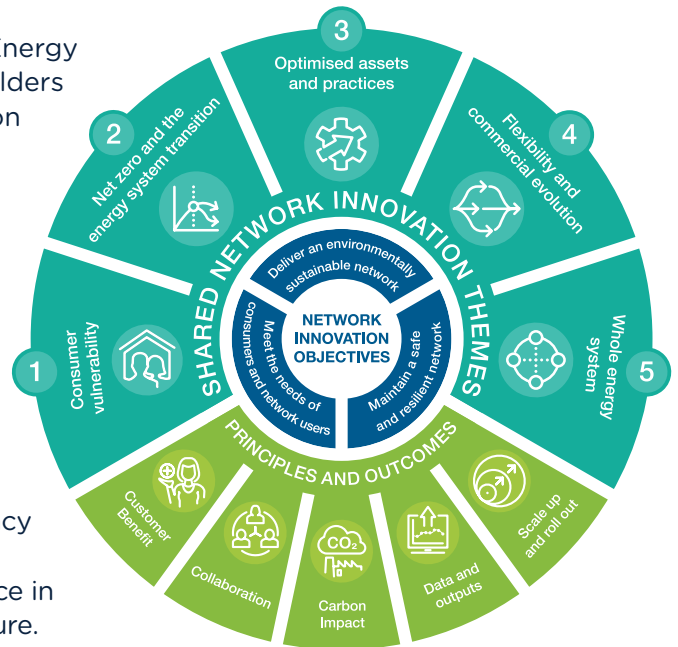 Energy
lders
on
cy
ce in
ure.
1
Consumer
vulnerability
2
Net zero and the
energy system transition
3
Optimised assets
and practices
4
Flexibility and
commercial evolution
5
Whole energy
system
SHARED NETWORK INNOVATION THEMES
Deliver an environmentally
sustainable network
Meet the needs of
consumers and network users
Maintain a safe
and resilient network
NETWORK
INNOVATION
OBJECTIVES
PRINCIPLES AND OUTCOMES
Customer
Benefit
Collaboration
CO₂
Carbon
Impact
Data and
outputs
Scale up
and roll out